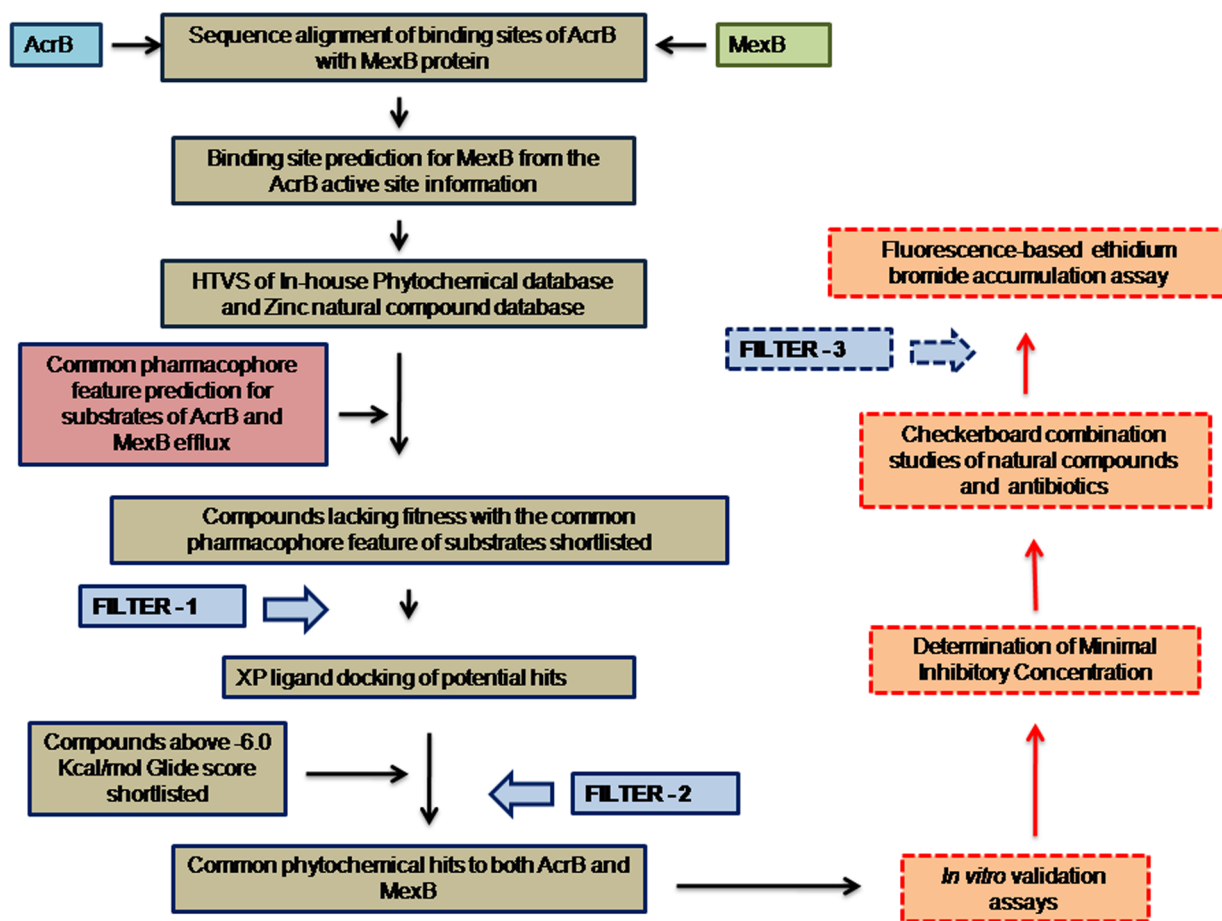 AcrB
Sequence alignment of binding sites of AcrB
with MexB protein
MexB
Binding site prediction for MexB from the
AcrB active site information
HTVS of In-house Phytochemical database
and Zinc natural compound database
Common pharmacophore
feature prediction for
substrates of AcrB and
MexB efflux
Compounds lacking fitness with the common
pharmacophore feature of substrates shortlisted
FILTER - 1
XP ligand docking of potential hits
Compounds above -6.0
Kcal/mol Glide score
shortlisted
FILTER - 2
Common phytochemical hits to both AcrB and
MexB
Fluorescence-based ethidium
bromide accumulation assay
FILTER - 3
Checkerboard combination
studies of natural compounds
and antibiotics
Determination of Minimal
Inhibitory Concentration
In vitro validation
assays